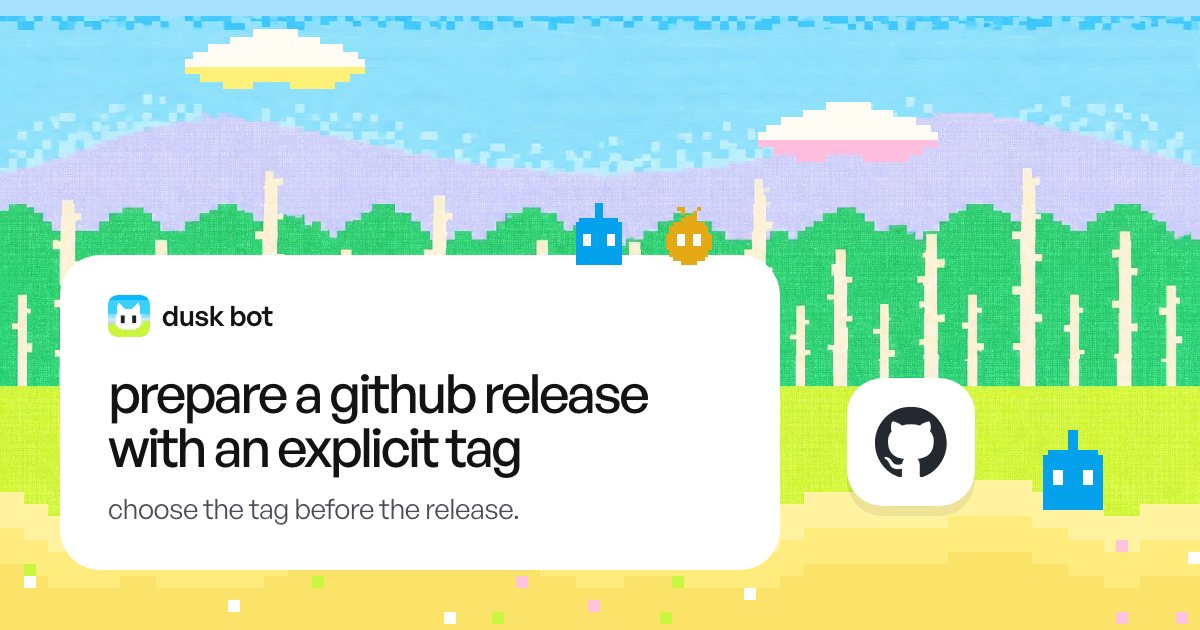 dusk bot
prepare a github release
with an explicit tag
choose the tag before the release.